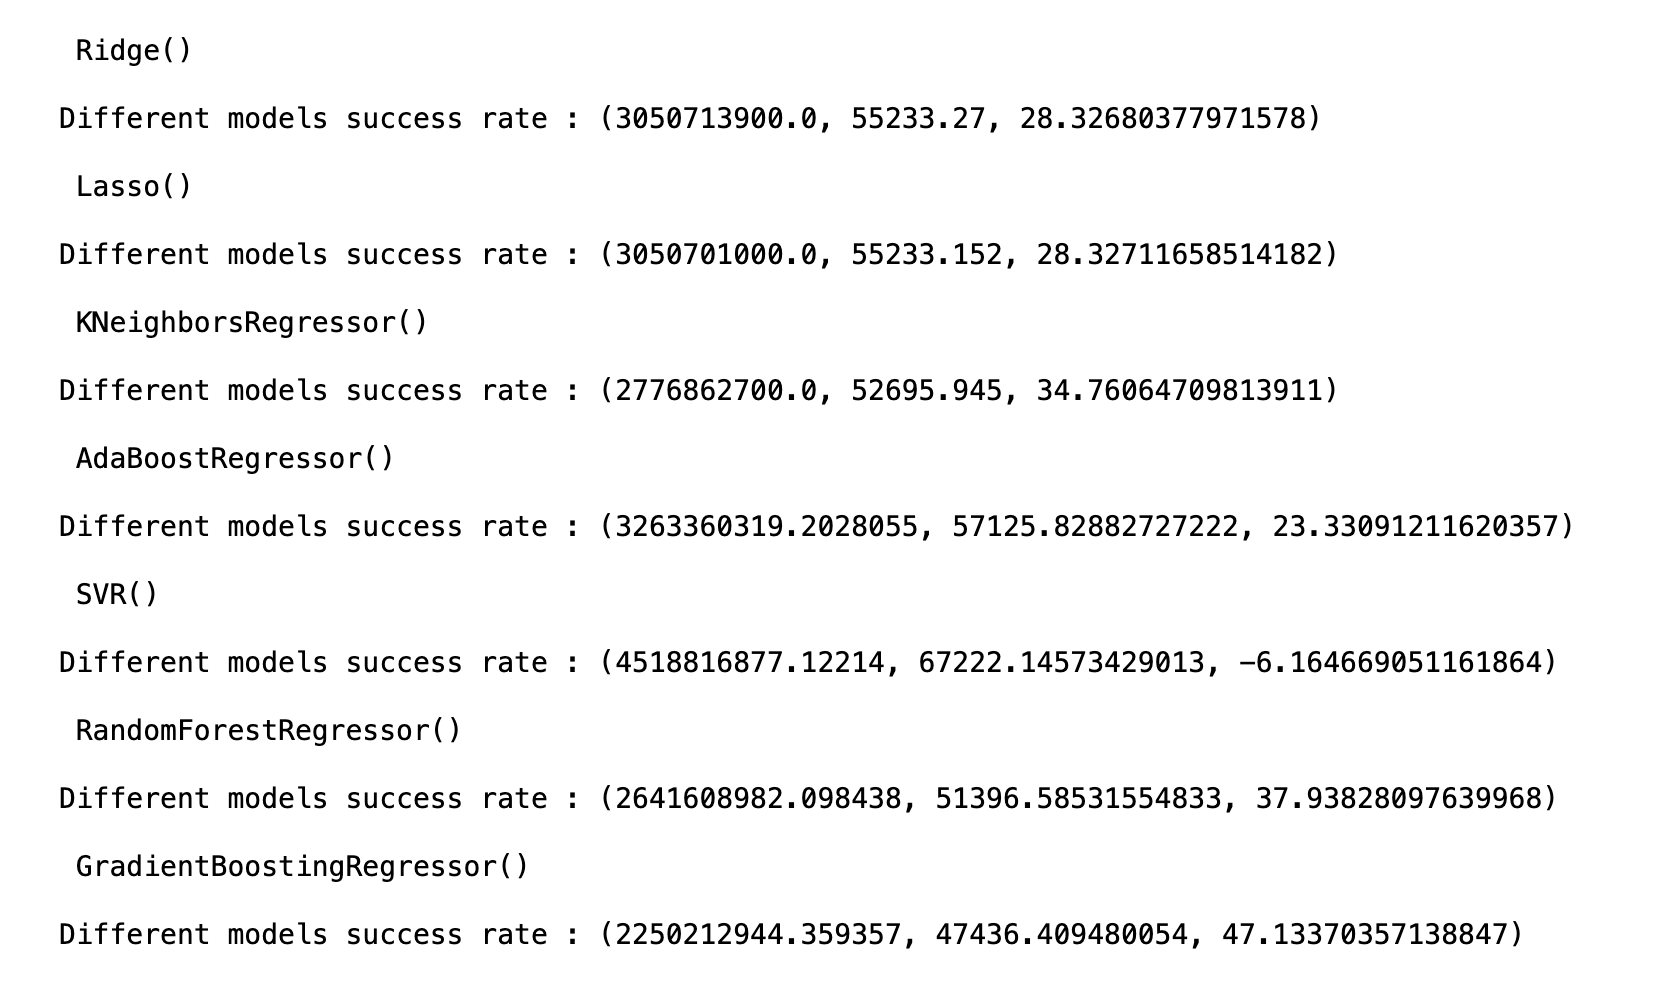 Ridge()
Different models success rate : (3050713900.0, 55233.27, 28.32680377971578)
Lasso()
Different models success rate : (3050701000.0, 55233.152, 28.32711658514182)
KNeighborsRegressor()
Different models success rate : (2776862700.0, 52695.945, 34.76064709813911)
AdaBoostRegressor()
Different models success rate : (3263360319.2028055, 57125.82882727222, 23.33091211620357)
SVR()
Different models success rate : (4518816877.12214, 67222.14573429013, -6.164669051161864)
RandomForestRegressor()
Different models success rate : (2641608982.098438, 51396.58531554833, 37.93828097639968)
GradientBoostingRegressor()
Different models success rate : (2250212944.359357, 47436.409480054, 47.13370357138847)